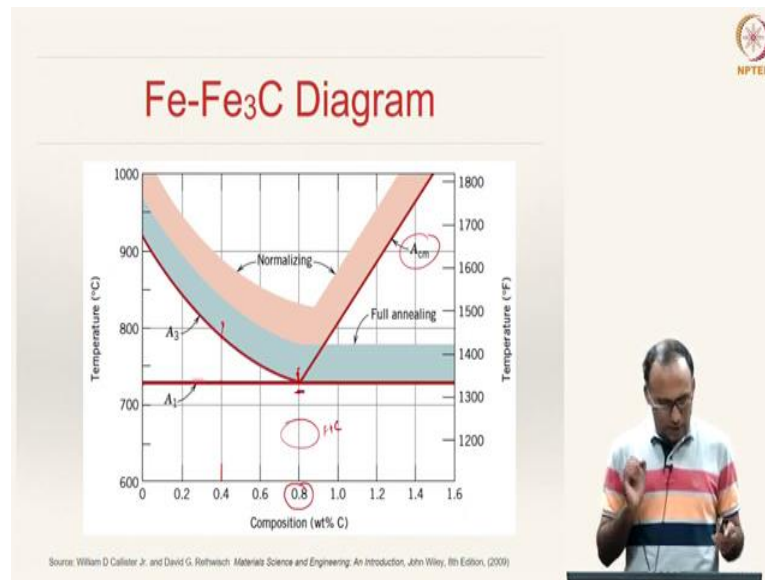 NPTEL
Fe-Fe3C Diagram
1000
900
800
700
600
1800
1700
1600
1500
1400
1300
1200
Temperature (°C)
Temperature (°F)
Normalizing
Acm
Full annealing
A3
A1
0 0.2 0.4 0.6 0.8 1.0 1.2 1.4 1.6
Composition (wt% C)
Source: William D Callister Jr. and David G. Rethwisch Materials Science and Engineering: An Introduction, John Wiley, 8th Edition, (2009)